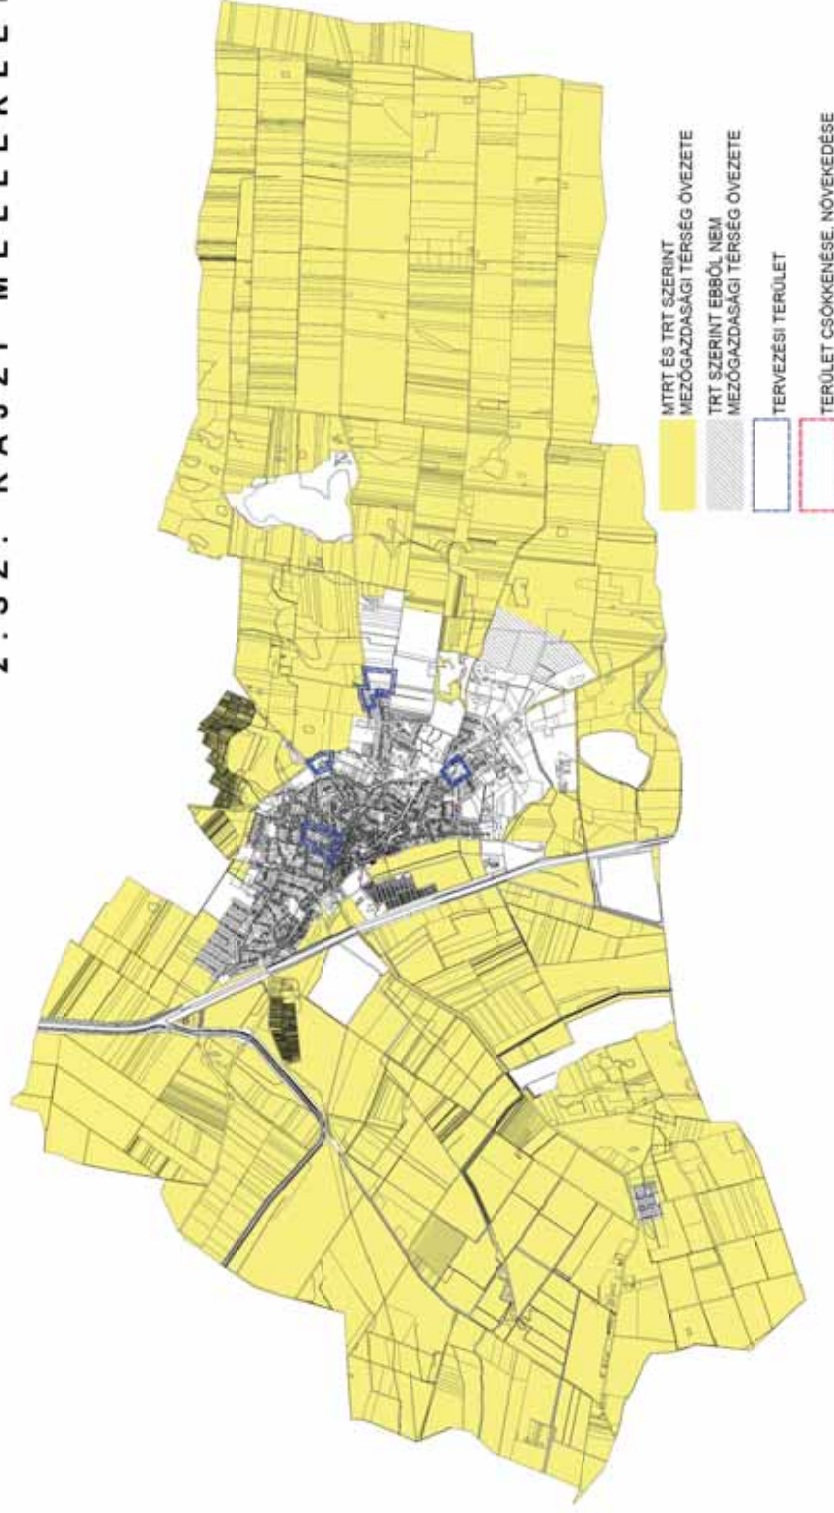 R A J Z I
MTRT ÉS TRT SZERINT
MEZŐGAZDASÁGI TÉRSÉG ÖVEZETE
TRT SZERINT EBBŐL NEM
MEZŐGAZDASÁGI TÉRSÉG ÖVEZETE
TERVEZÉSI TERÜLET
TERÜLET CSÖKKENÉSE, NÖVEKEDÉSE